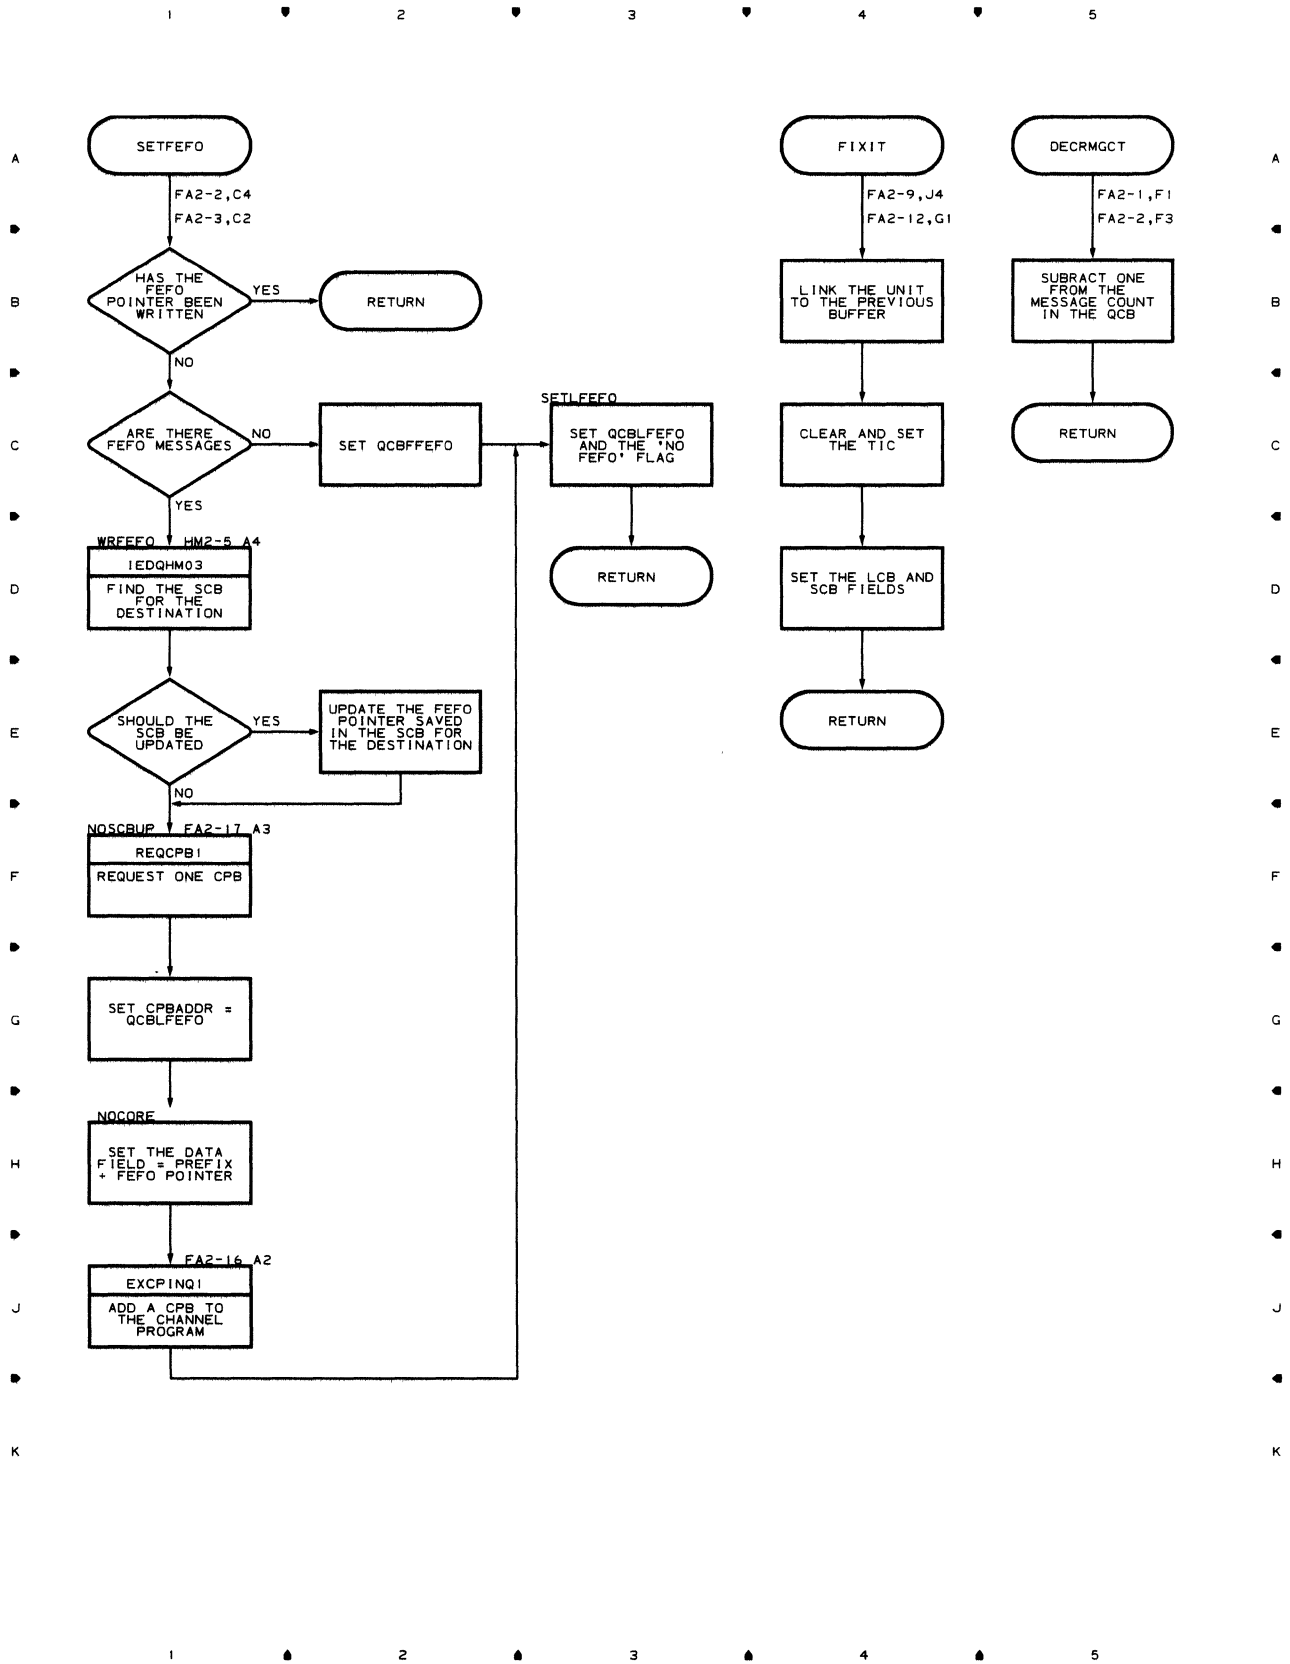 1 2 3 4 5
A
SETFEFO
FIXIT
DECRMGCT
A
FA2-2,C4
FA2-3,C2
FA2-9,J4
FA2-12,G1
FA2-1,F1
FA2-2,F3
B
HAS THE
FEFO
POINTER BEEN
WRITTEN
YES
RETURN
LINK THE UNIT
TO THE PREVIOUS
BUFFER
SUBRACT ONE
FROM THE
MESSAGE COUNT
IN THE QCB
B
NO
C
ARE THERE
FEFO MESSAGES
NO
SET QCBFFEFO
SETLFEFO
SET QCBLFEFO
AND THE 'NO
FEFO' FLAG
CLEAR AND SET
THE TIC
RETURN
C
YES
WRFEFO HM2-5 A4
D
IEDQHM03
FIND THE SCB
FOR THE
DESTINATION
RETURN
SET THE LCB AND
SCB FIELDS
D
E
SHOULD THE
SCB BE
UPDATED
YES
UPDATE THE FEFO
POINTER SAVED
IN THE SCB FOR
THE DESTINATION
RETURN
E
NO
NOSCBUP FA2-17 A3
F
REQCPB1
REQUEST ONE CPB
F
G
SET CPBADDR =
QCBLFEFO
G
NOCORE
H
SET THE DATA
FIELD = PREFIX
+ FEFO POINTER
H
FA2-16 A2
J
EXCPINQ1
ADD A CPB TO
THE CHANNEL
PROGRAM
J
K
K
1 2 3 4 5